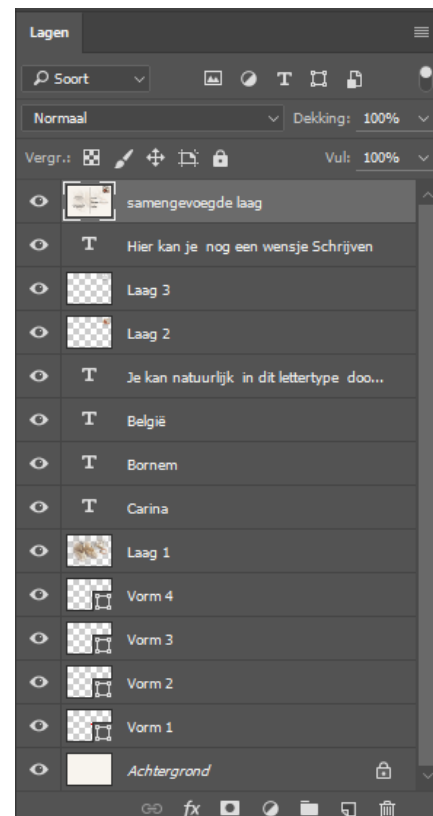 Lagen
Soort
Normaal Dekking: 100%
Vergr.: Vul: 100%
samengevoegde laag
T Hier kan je nog een wensje Schrijven
Laag 3
Laag 2
T Je kan natuurlijk in dit lettertype doo...
T België
T Bornem
T Carina
Laag 1
Vorm 4
Vorm 3
Vorm 2
Vorm 1
Achtergrond
fx